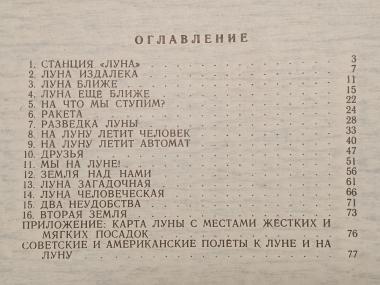 ОГЛАВЛЕНИЕ
1. СТАНЦИЯ «ЛУНА» . . . . . . . . . . . . 3
2. ЛУНА ИЗДАЛЕКА . . . . . . . . . . . . 7
3. ЛУНА БЛИЖЕ . . . . . . . . . . . . 11
4. ЛУНА ЕЩЕ БЛИЖЕ . . . . . . . . . . . . 15
5. НА ЧТО МЫ СТУПИМ? . . . . . . . . . . . . 22
6. РАКЕТА . . . . . . . . . . . . 24
7. РАЗВЕДКА ЛУНЫ . . . . . . . . . . . . 28
8. НА ЛУНУ ЛЕТИТ ЧЕЛОВЕК . . . . . . . . . . 33
9. НА ЛУНУ ЛЕТИТ АВТОМАТ . . . . . . . . . . 40
10. ДРУЗЬЯ . . . . . . . . . . . . 47
11. МЫ НА ЛУНЕ! . . . . . . . . . . . . 51
12. ЗЕМЛЯ НАД НАМИ . . . . . . . . . . . . 56
13. ЛУНА ЗАГАДОЧНАЯ . . . . . . . . . . . . 61
14. ЛУНА ЧЕЛОВЕЧЕСКАЯ . . . . . . . . . . . . 66
15. ДВА НЕУДОБСТВА . . . . . . . . . . . . 71
16. ВТОРАЯ ЗЕМЛЯ . . . . . . . . . . . . 73
ПРИЛОЖЕНИЕ: КАРТА ЛУНЫ С МЕСТАМИ ЖЕСТКИХ И
МЯГКИХ ПОСАДОК . . . . . . . . . . . . 76
СОВЕТСКИЕ И АМЕРИКАНСКИЕ ПОЛЕТЫ К ЛУНЕ И НА
ЛУНУ . . . . . . . . . . . . 77